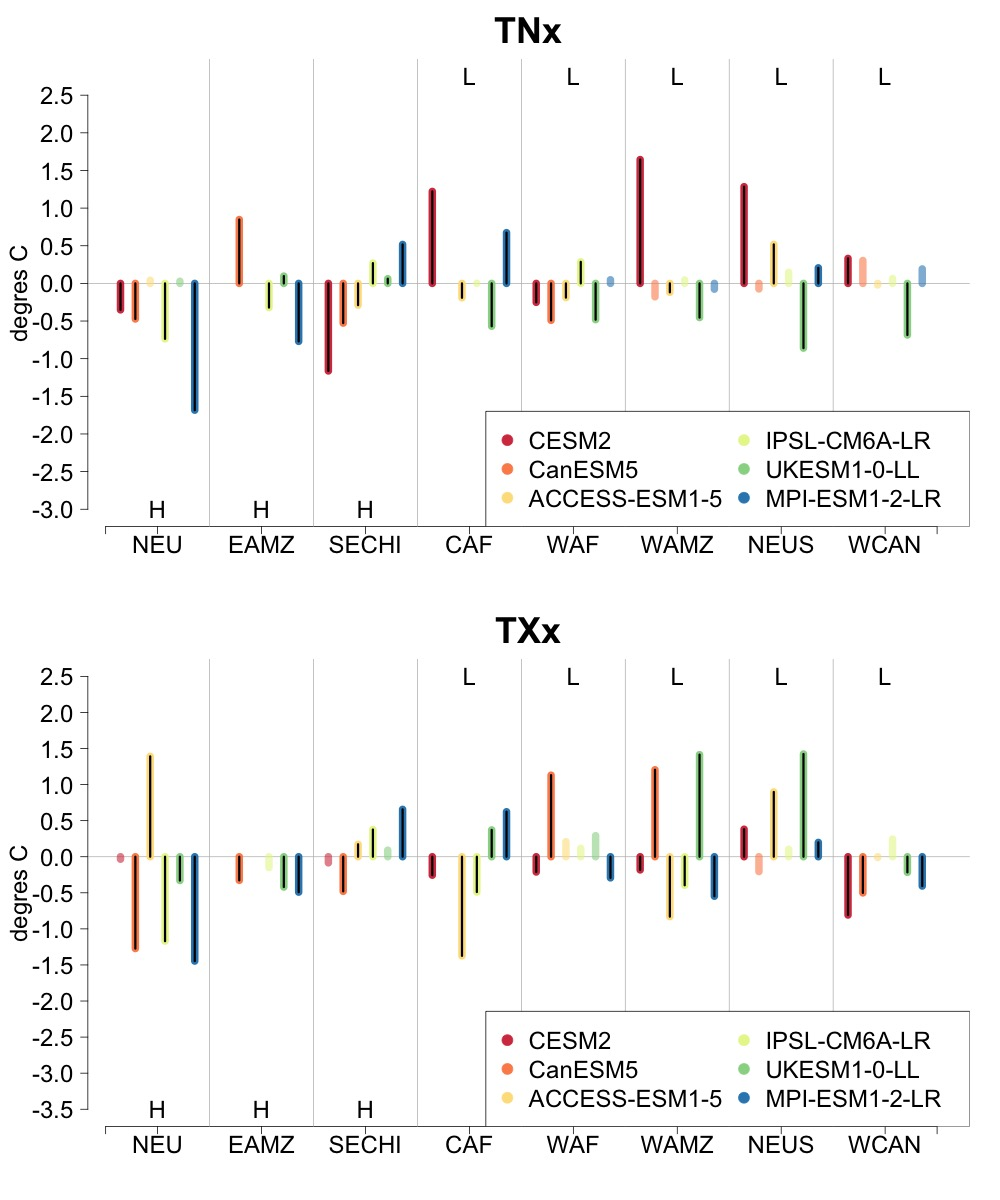 TNx
L L L L L
2.5
2.0
1.5
1.0
0.5
0.0
-0.5
-1.0
-1.5
-2.0
-2.5
-3.0
degres C
H H H
CESM2 IPSL-CM6A-LR
CanESM5 UKESM1-0-LL
ACCESS-ESM1-5 MPI-ESM1-2-LR
NEU EAMZ SECHI CAF WAF WAMZ NEUS WCAN
TXx
L L L L L
2.5
2.0
1.5
1.0
0.5
0.0
-0.5
-1.0
-1.5
-2.0
-2.5
-3.0
-3.5
degres C
H H H
CESM2 IPSL-CM6A-LR
CanESM5 UKESM1-0-LL
ACCESS-ESM1-5 MPI-ESM1-2-LR
NEU EAMZ SECHI CAF WAF WAMZ NEUS WCAN